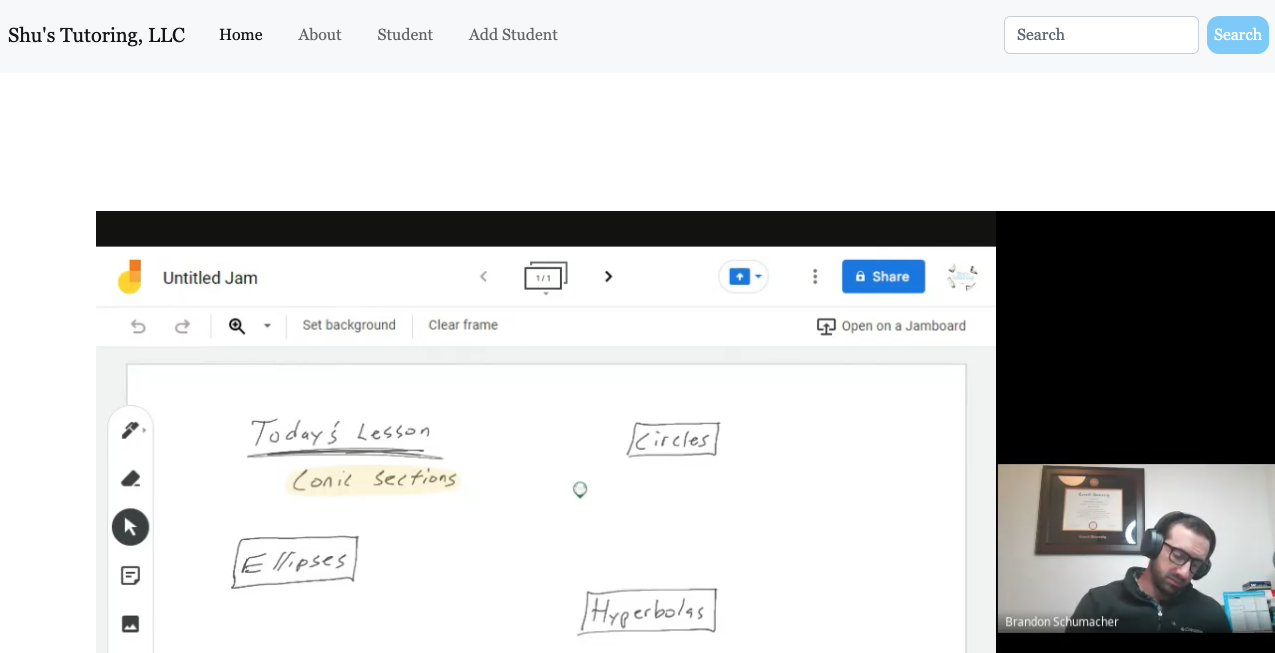 Shu's Tutoring, LLC Home About Student Add Student Search Search
Untitled Jam 1/1 Share
Set background Clear frame Open on a Jamboard
Today's Lesson
Conic Sections
Circles
Ellipses
Hyperbolas
Brandon Schumacher